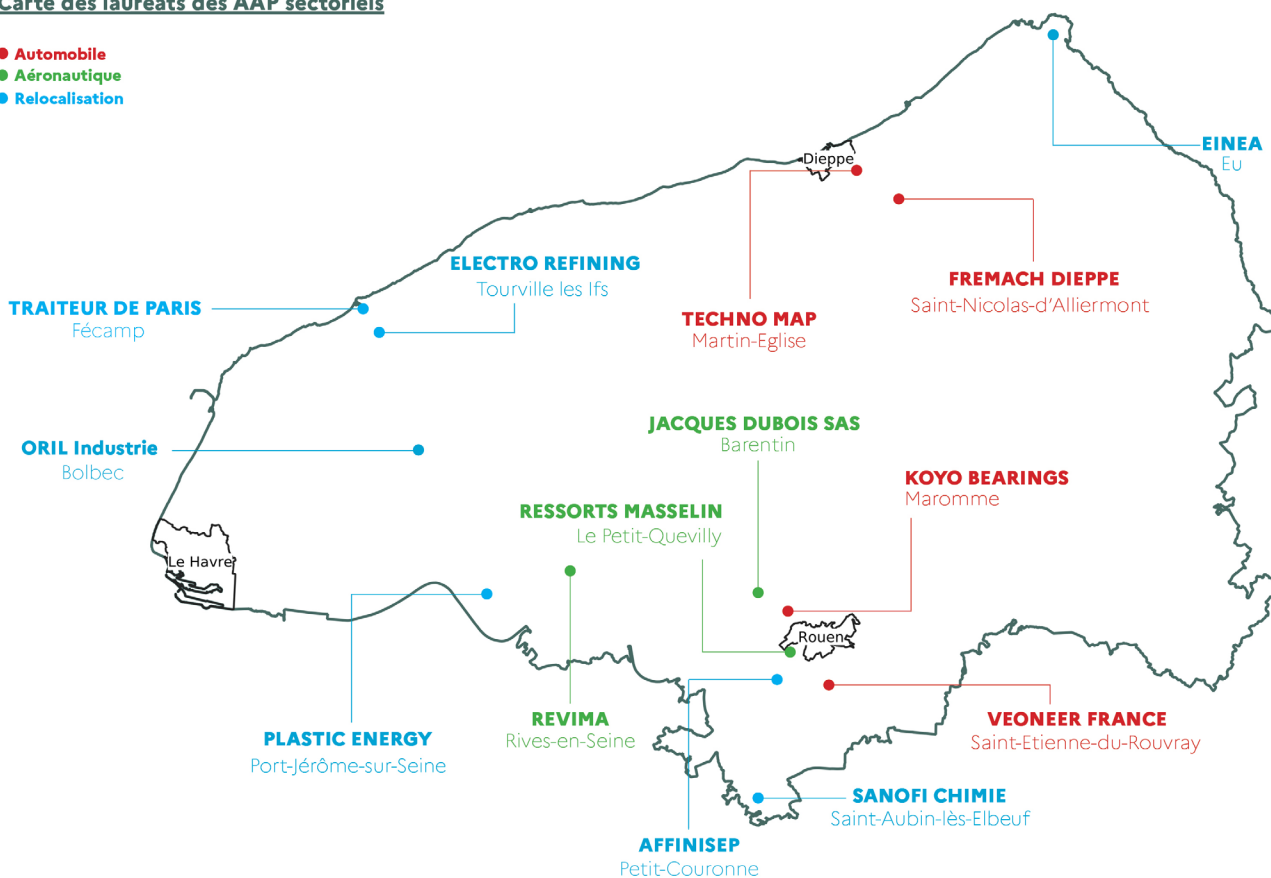 Carte des lauréats des AAP sectoriels
Automobile
Aéronautique
Relocalisation
EINEA
Eu
Dieppe
ELECTRO REFINING
Tourville les Ifs
FREMACH DIEPPE
Saint-Nicolas-d'Alliermont
TRAITEUR DE PARIS
Fécamp
TECHNO MAP
Martin-Eglise
JACQUES DUBOIS SAS
Barentin
ORIL Industrie
Bolbec
KOYO BEARINGS
Maromme
RESSORTS MASSELIN
Le Petit-Quevilly
Le Havre
Rouen
REVIMA
Rives-en-Seine
VEONEER FRANCE
Saint-Etienne-du-Rouvray
PLASTIC ENERGY
Port-Jérôme-sur-Seine
SANOFI CHIMIE
Saint-Aubin-lès-Elbeuf
AFFINISEP
Petit-Couronne